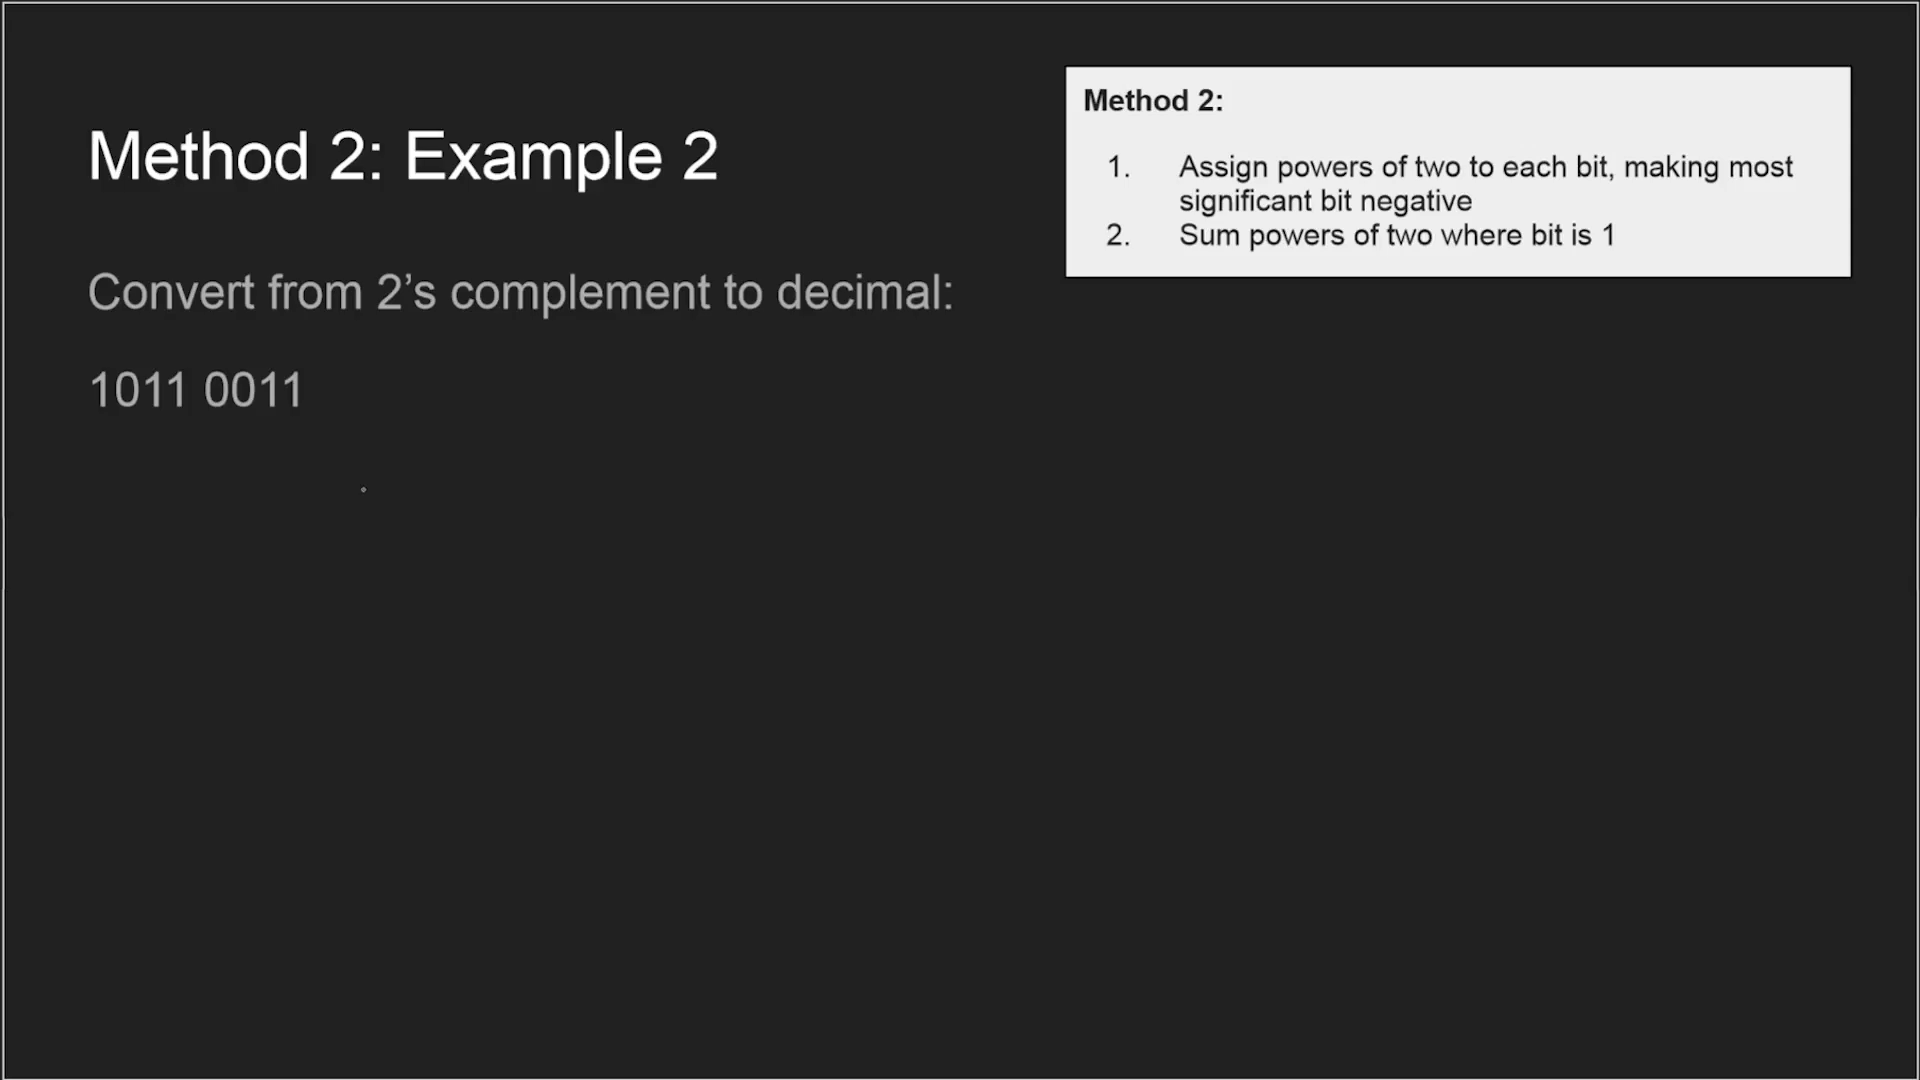 Method 2: Example 2
Convert from 2’s complement to decimal:
1011 0011
Method 2:
1. Assign powers of two to each bit, making most
significant bit negative
2. Sum powers of two where bit is 1